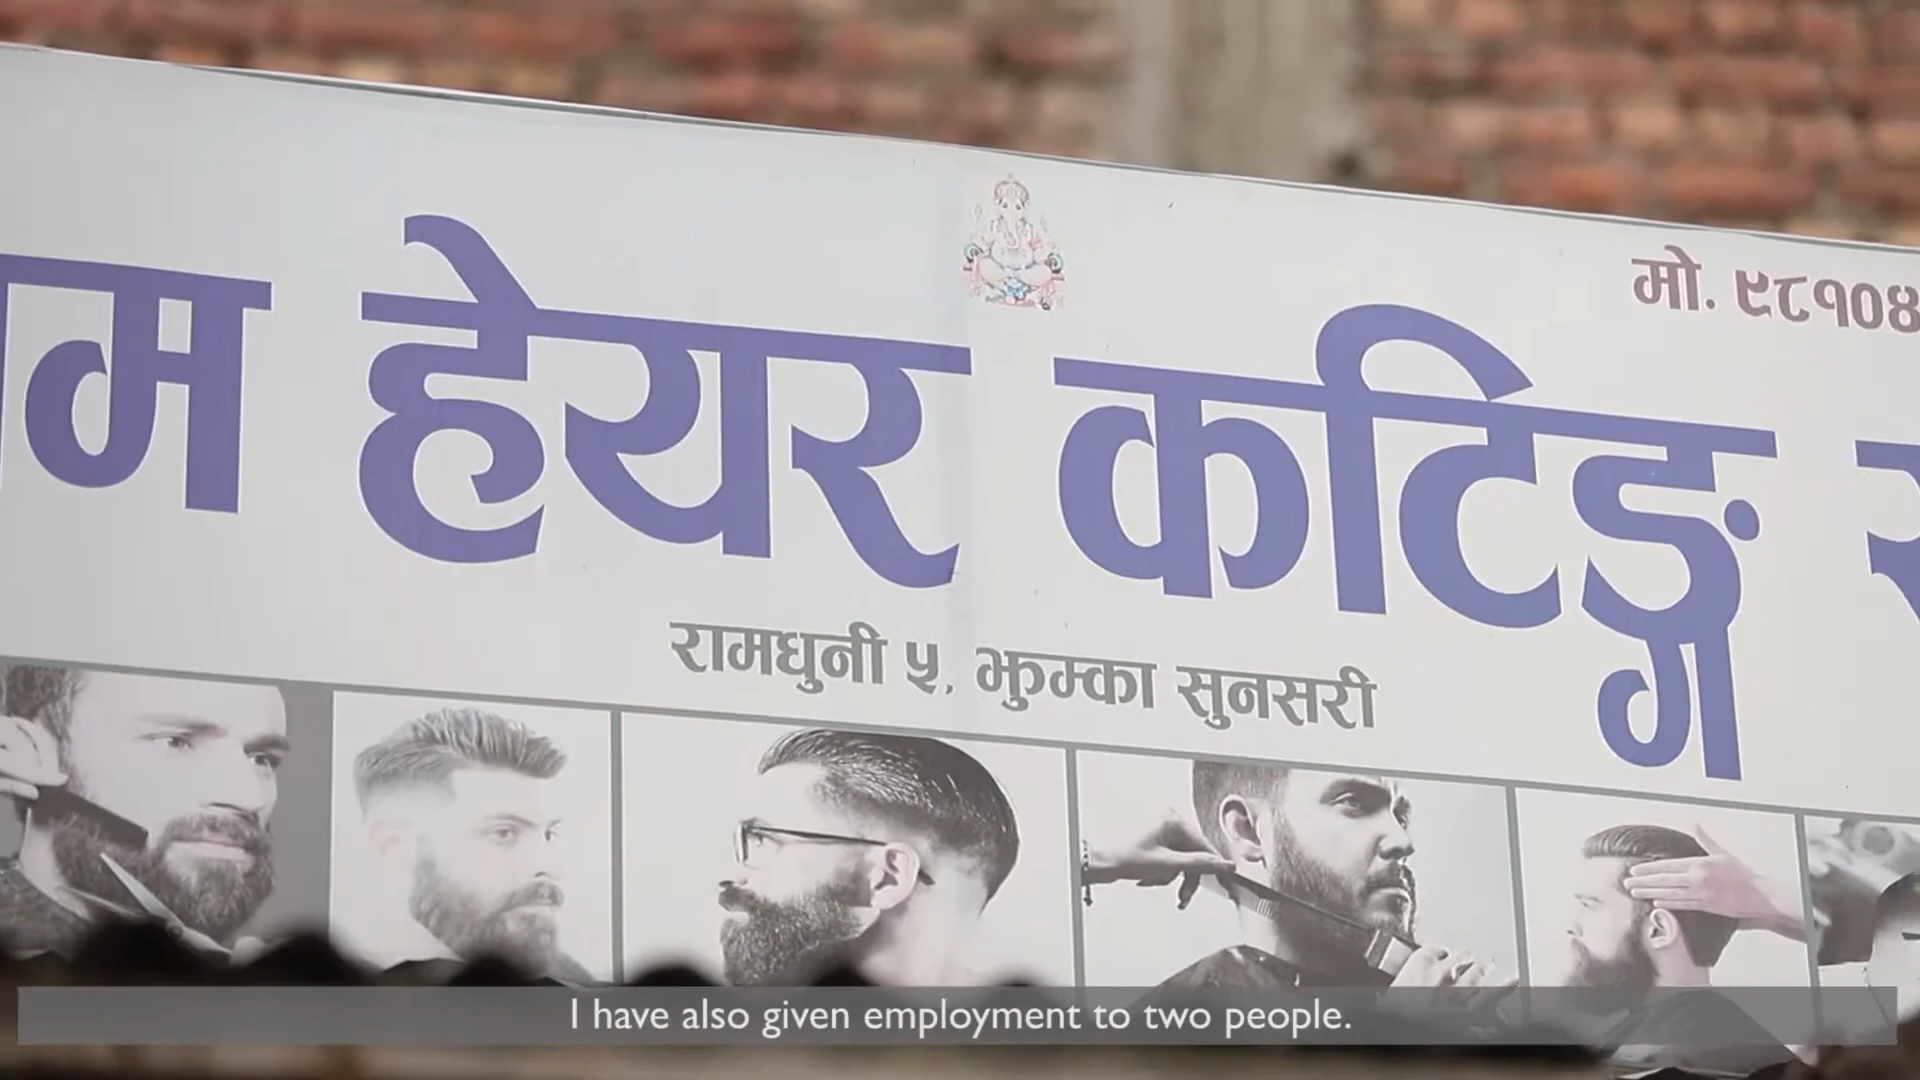 मो. ९८१०४
हेयर कटिङ्ग
रामधुनी ५, झुम्का सुनसरी
I have also given employment to two people.